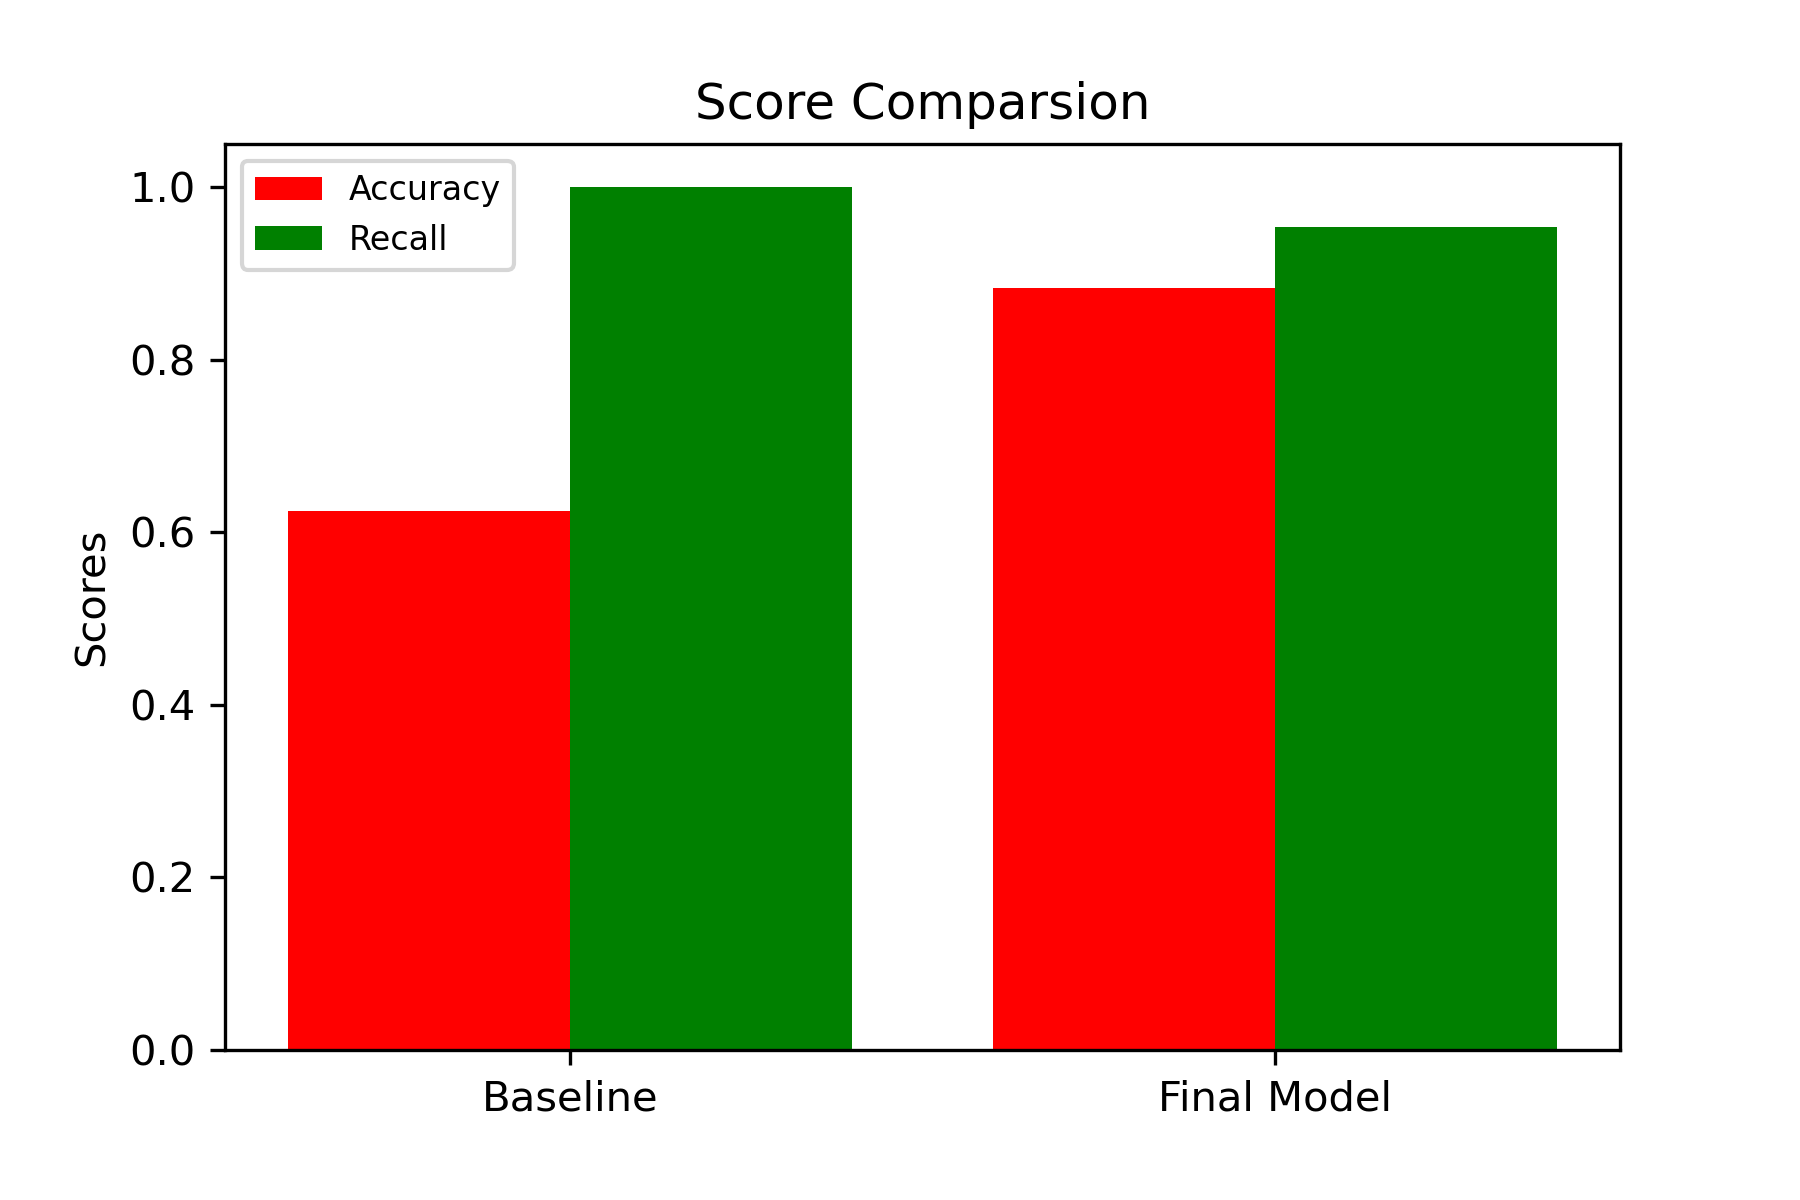 Score Comparsion
Accuracy
Recall
Scores
1.0
0.8
0.6
0.4
0.2
0.0
Baseline
Final Model